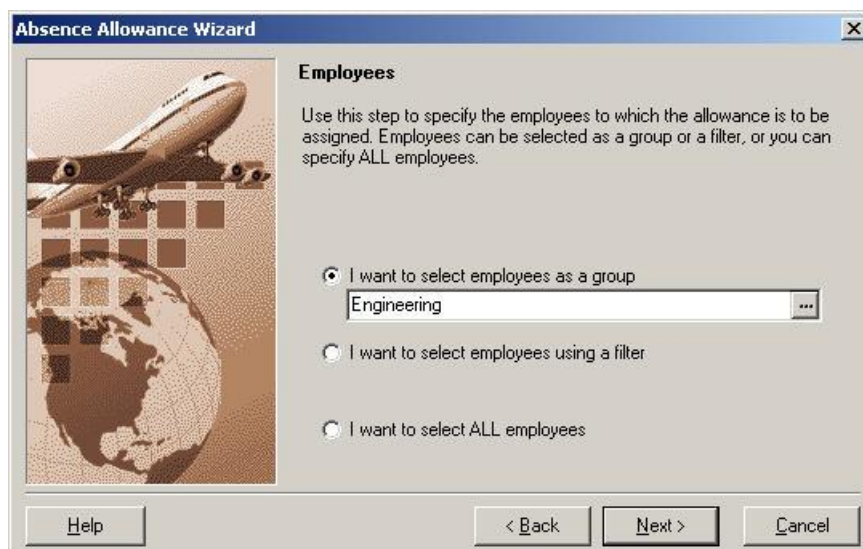 Absence Allowance Wizard
Employees
Use this step to specify the employees to which the allowance is to be
assigned. Employees can be selected as a group or a filter, or you can
specify ALL employees.
I want to select employees as a group
Engineering
...
I want to select employees using a filter
I want to select ALL employees
Help
< Back
Next >
Cancel